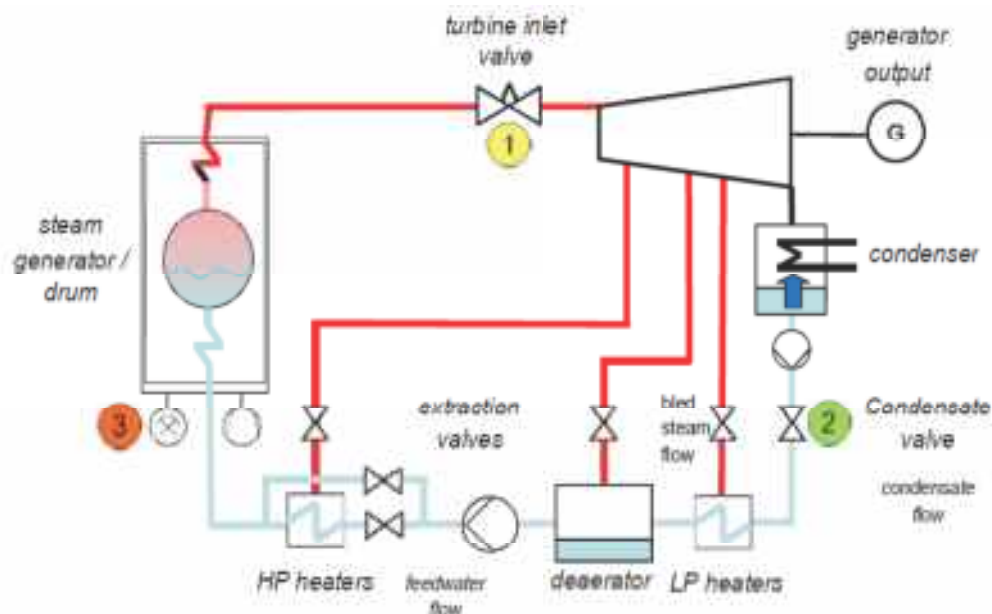 turbine inlet
valve
generator
output
1
G
steam
generator /
drum
condenser
3
extraction
valves
bled
steam
flow
2
Condensate
valve
condensate
flow
HP heaters
feedwater
flow
deaerator
LP heaters